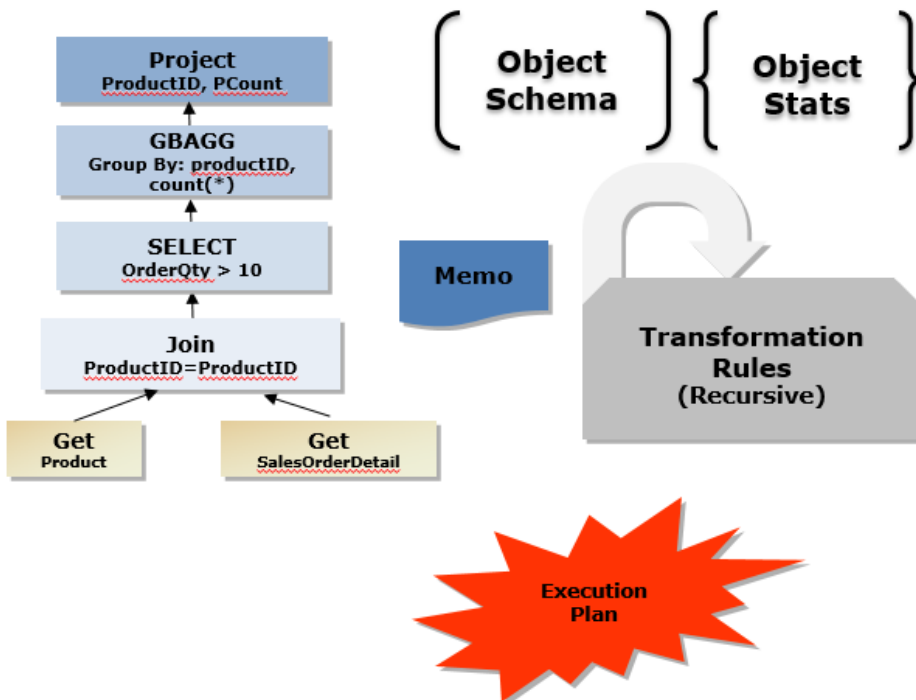 Project
ProductID, PCount
GBAGG
Group By: productID,
count(*)
SELECT
OrderQty > 10
Join
ProductID=ProductID
Get
Product
Get
SalesOrderDetail
Object
Schema
Object
Stats
Memo
Transformation
Rules
(Recursive)
Execution
Plan